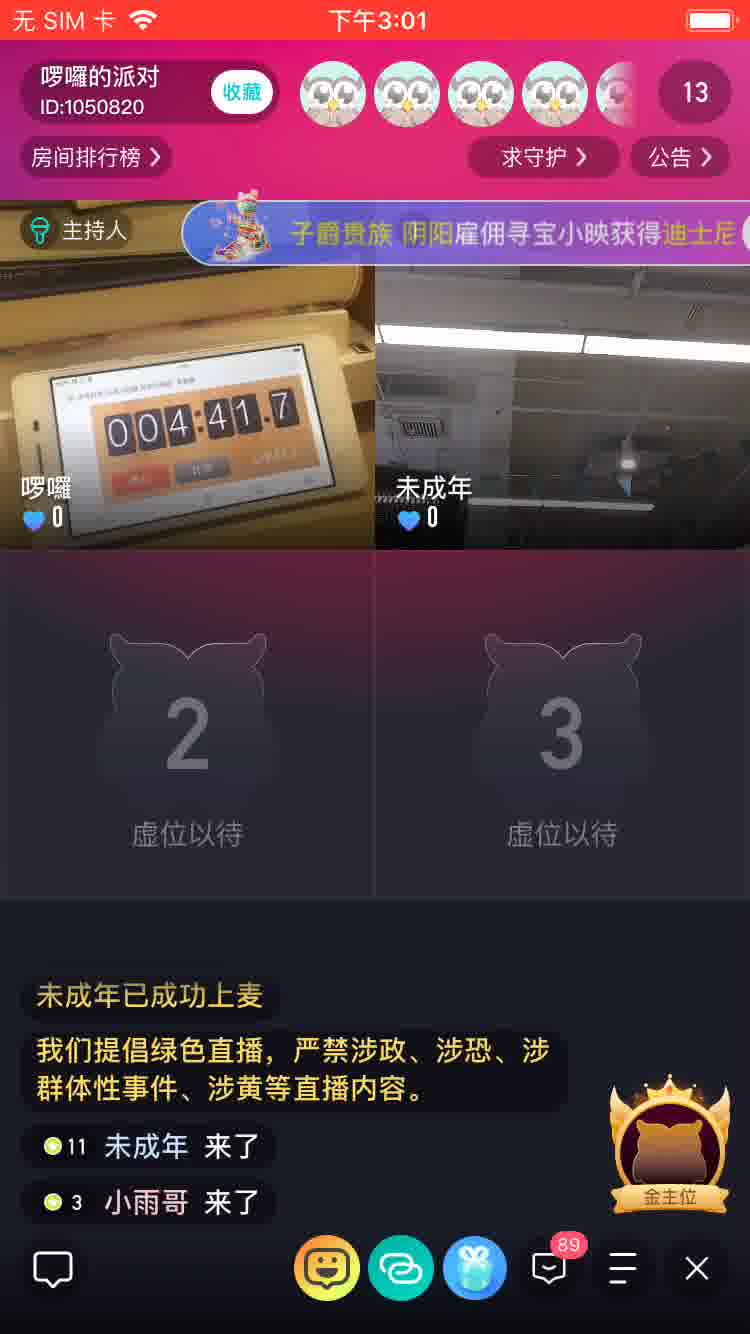 无 SIM 卡
下午3:01
啰囉的派对
ID:1050820
收藏
13
房间排行榜
求守护
公告
主持人
子爵贵族 阴阳雇佣寻宝小映获得迪士尼
004:41.7
啰囉
0
未成年
0
2
虚位以待
3
虚位以待
未成年已成功上麦
我们提倡绿色直播，严禁涉政、涉恐、涉
群体性事件、涉黄等直播内容。
11 未成年 来了
3 小雨哥 来了
金主位
89